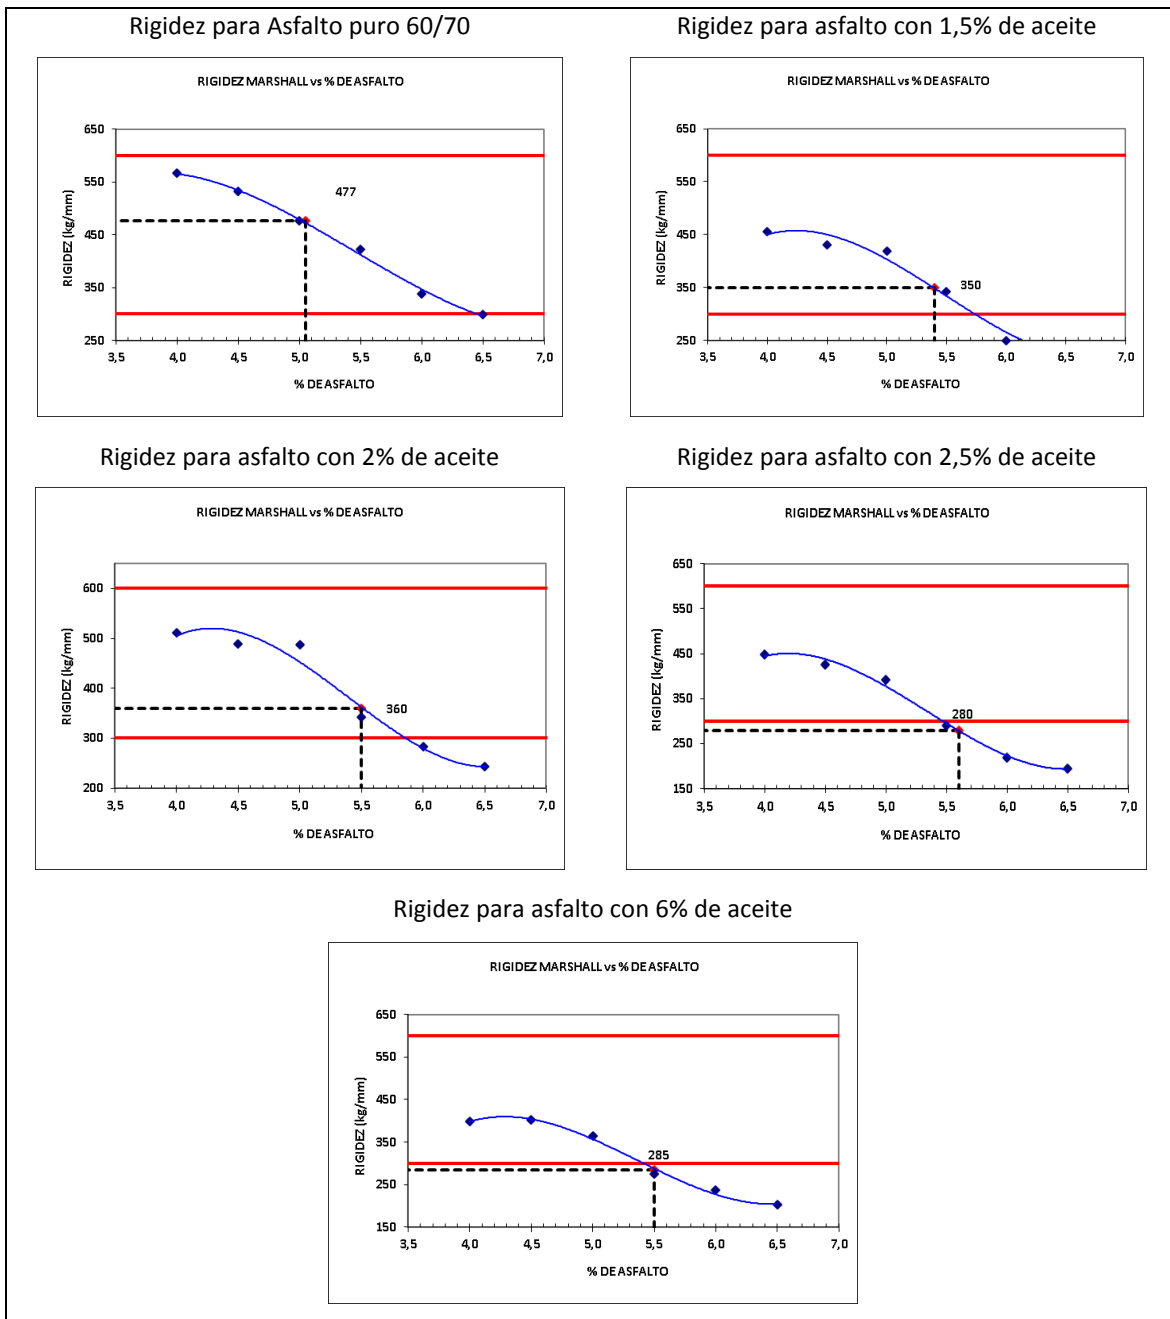 Rigidez para Asfalto puro 60/70
Rigidez para asfalto con 1,5% de aceite
RIGIDEZ MARSHALL vs % DE ASFALTO
650
550
450
350
250
RIGIDEZ (kg/mm)
477
3,5 4,0 4,5 5,0 5,5 6,0 6,5 7,0
% DE ASFALTO
RIGIDEZ MARSHALL vs % DE ASFALTO
650
550
450
350
250
RIGIDEZ (kg/mm)
350
3,5 4,0 4,5 5,0 5,5 6,0 6,5 7,0
% DE ASFALTO
Rigidez para asfalto con 2% de aceite
Rigidez para asfalto con 2,5% de aceite
RIGIDEZ MARSHALL vs % DE ASFALTO
600
500
400
300
200
RIGIDEZ (kg/mm)
360
3,5 4,0 4,5 5,0 5,5 6,0 6,5 7,0
% DE ASFALTO
RIGIDEZ MARSHALL vs % DE ASFALTO
650
550
450
350
250
150
RIGIDEZ (kg/mm)
280
3,5 4,0 4,5 5,0 5,5 6,0 6,5 7,0
% DE ASFALTO
Rigidez para asfalto con 6% de aceite
RIGIDEZ MARSHALL vs % DE ASFALTO
650
550
450
350
250
150
RIGIDEZ (kg/mm)
285
3,5 4,0 4,5 5,0 5,5 6,0 6,5 7,0
% DE ASFALTO